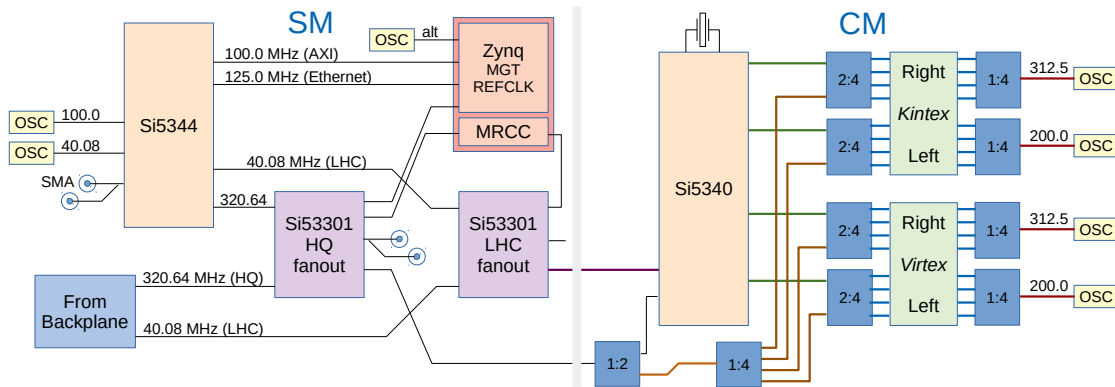 SM
CM
OSC
alt
Zynq
MGT
REFCLK
MRCC
100.0 MHz (AXI)
125.0 MHz (Ethernet)
Si5344
OSC
100.0
OSC
40.08
SMA
40.08 MHz (LHC)
320.64
Si53301
HQ
fanout
Si53301
LHC
fanout
From
Backplane
320.64 MHz (HQ)
40.08 MHz (LHC)
Si5340
1:2
1:4
2:4
Right
Kintex
Left
1:4
312.5
OSC
2:4
1:4
200.0
OSC
2:4
Right
Virtex
Left
1:4
312.5
OSC
2:4
1:4
200.0
OSC